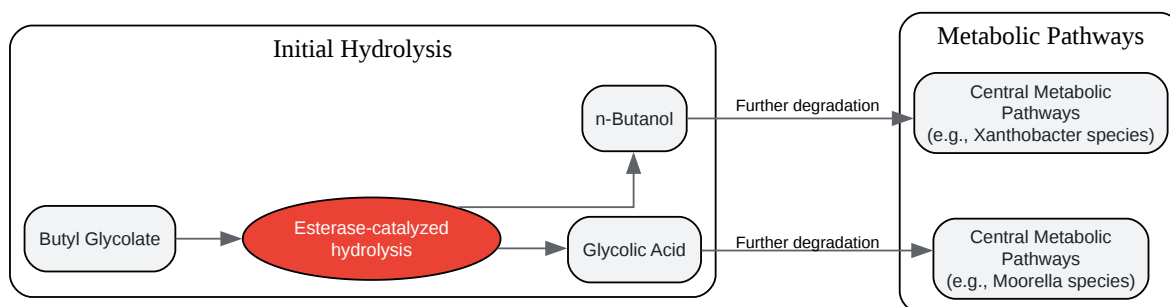 Initial Hydrolysis
Metabolic Pathways
n-Butanol
Further degradation
Central Metabolic
Pathways
(e.g., Xanthobacter species)
Butyl Glycolate
Esterase-catalyzed
hydrolysis
Glycolic Acid
Further degradation
Central Metabolic
Pathways
(e.g., Moorella species)